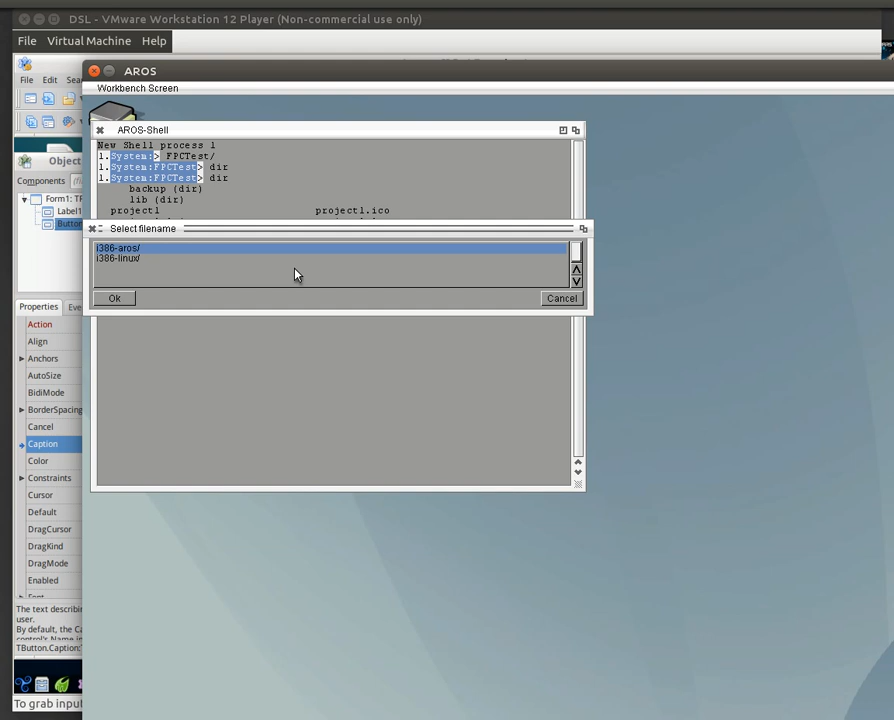 DSL - VMware Workstation 12 Player (Non-commercial use only)
File Virtual Machine Help
AROS
File Edit
Workbench Screen
AROS-Shell
New Shell process 1
1.System:> FPCTest/
1.System:FPCTest> dir
1.System:FPCTest> dir
backup (dir)
lib (dir)
project1 project1.ico
Select filename
i386-aros/
i386-linux/
Ok Cancel
Object
Components
Form1:
Label1
Button
Properties
Action
Align
Anchors
AutoSize
BidiMode
BorderSpacing
Cancel
Caption
Color
Constraints
Cursor
Default
DragCursor
DragKind
DragMode
Enabled
The text describin
user.
By default, the Ca
TButton.Caption:
To grab input